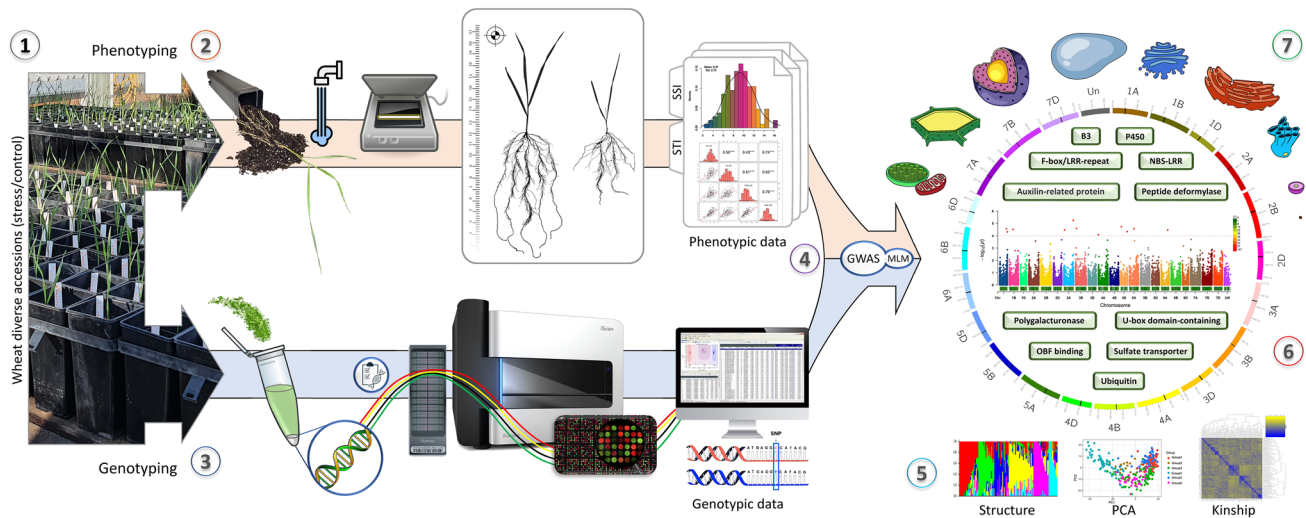 1
Phenotyping
2
Wheat diverse accessions (stress/control)
SSI
STI
Phenotypic data
4
GWAS
MLM
Genotyping
3
iScan
SNP
ATGAGGYCATACG
Genotypic data
7
Un
1A
1B
1D
2A
2B
2D
3A
3B
3D
4A
4B
4D
5A
5B
5D
6A
6B
6D
7A
7B
7D
B3
P450
F-box/LRR-repeat
NBS-LRR
Auxilin-related protein
Peptide deformylase
Chromosome
Polygalacturonase
U-box domain-containing
OBF binding
Sulfate transporter
Ubiquitin
6
5
Structure
PCA
Kinship